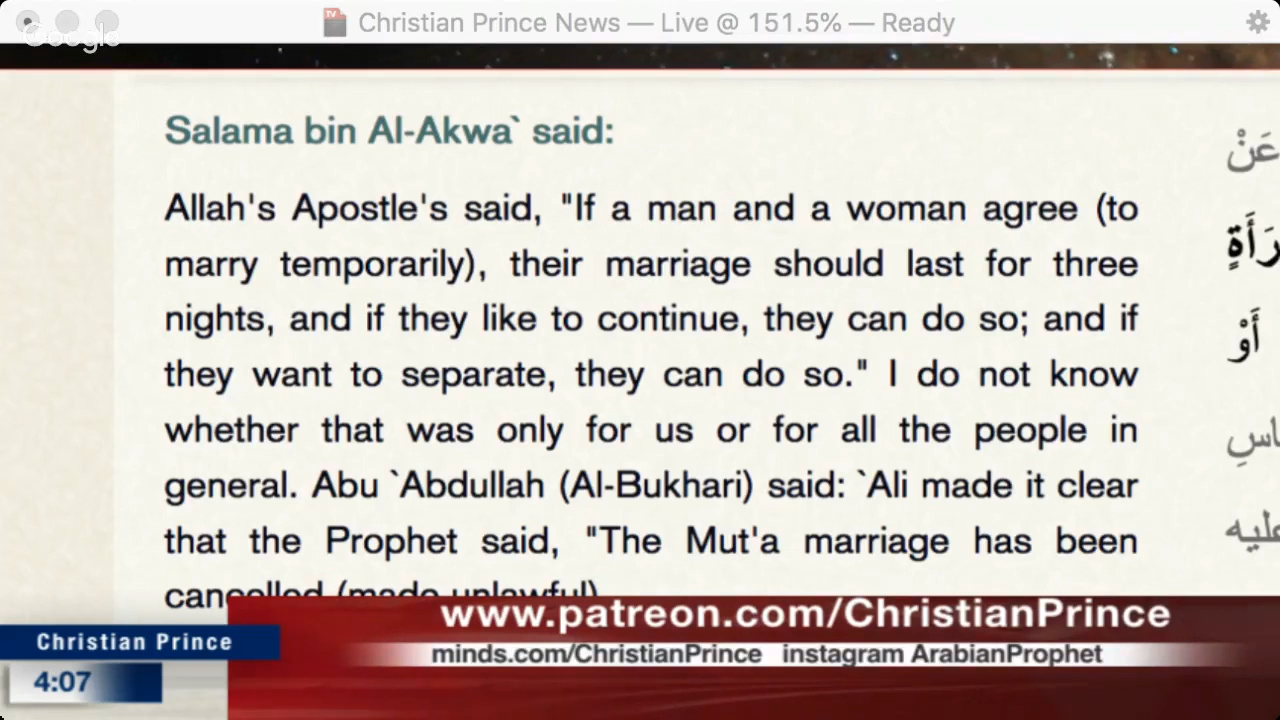 Christian Prince News — Live @ 151.5% — Ready
Google
Salama bin Al-Akwa` said:
Allah's Apostle's said, "If a man and a woman agree (to
marry temporarily), their marriage should last for three
nights, and if they like to continue, they can do so; and if
they want to separate, they can do so." I do not know
whether that was only for us or for all the people in
general. Abu `Abdullah (Al-Bukhari) said: `Ali made it clear
that the Prophet said, "The Mut'a marriage has been
cancelled (made unlawful).
عَنْ
أَوْ
عليه
www.patreon.com/ChristianPrince
minds.com/ChristianPrince instagram ArabianProphet
Christian Prince
4:07